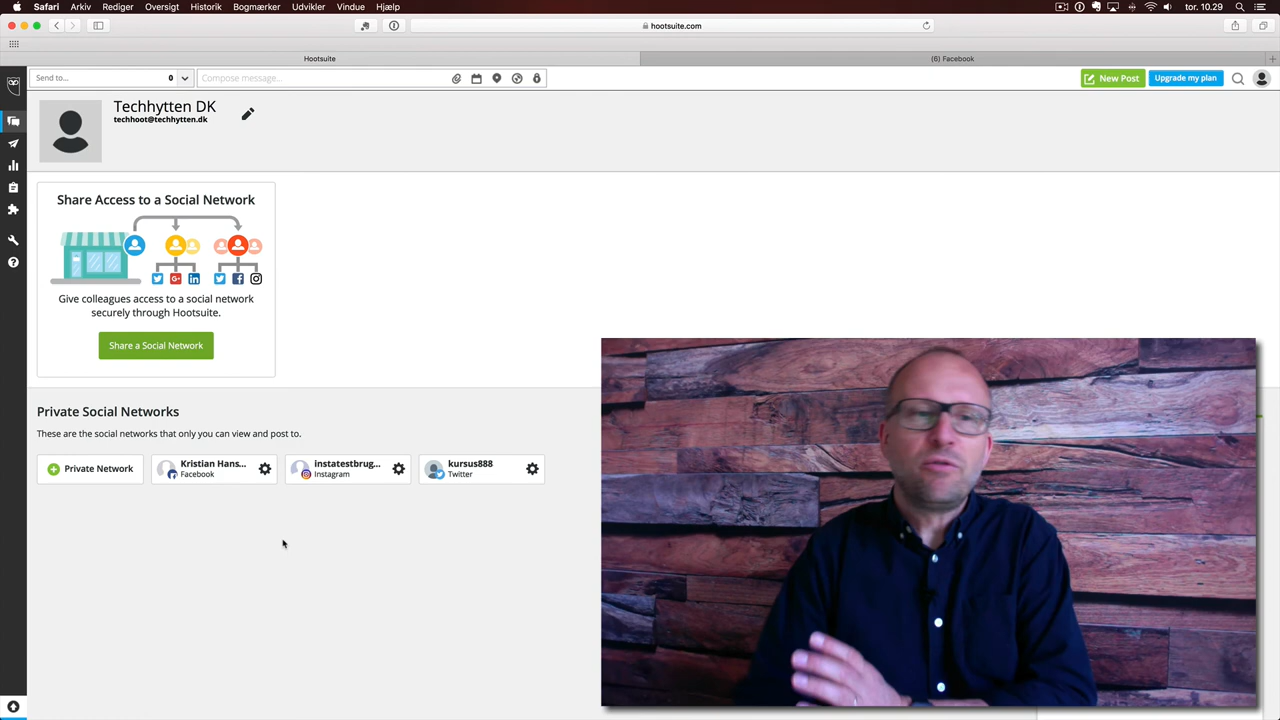 Safari Arkiv Rediger Oversigt Historik Bogmærker Udvikler Vindue Hjælp
tor. 10.29
hootsuite.com
Hootsuite
(6) Facebook
Send to...
0
Compose message...
New Post
Upgrade my plan
Techhytten DK
techhoot@techhytten.dk
Share Access to a Social Network
Give colleagues access to a social network
securely through Hootsuite.
Share a Social Network
Private Social Networks
These are the social networks that only you can view and post to.
Private Network
Kristian Hans...
Facebook
instatestbrug...
Instagram
kursus888
Twitter